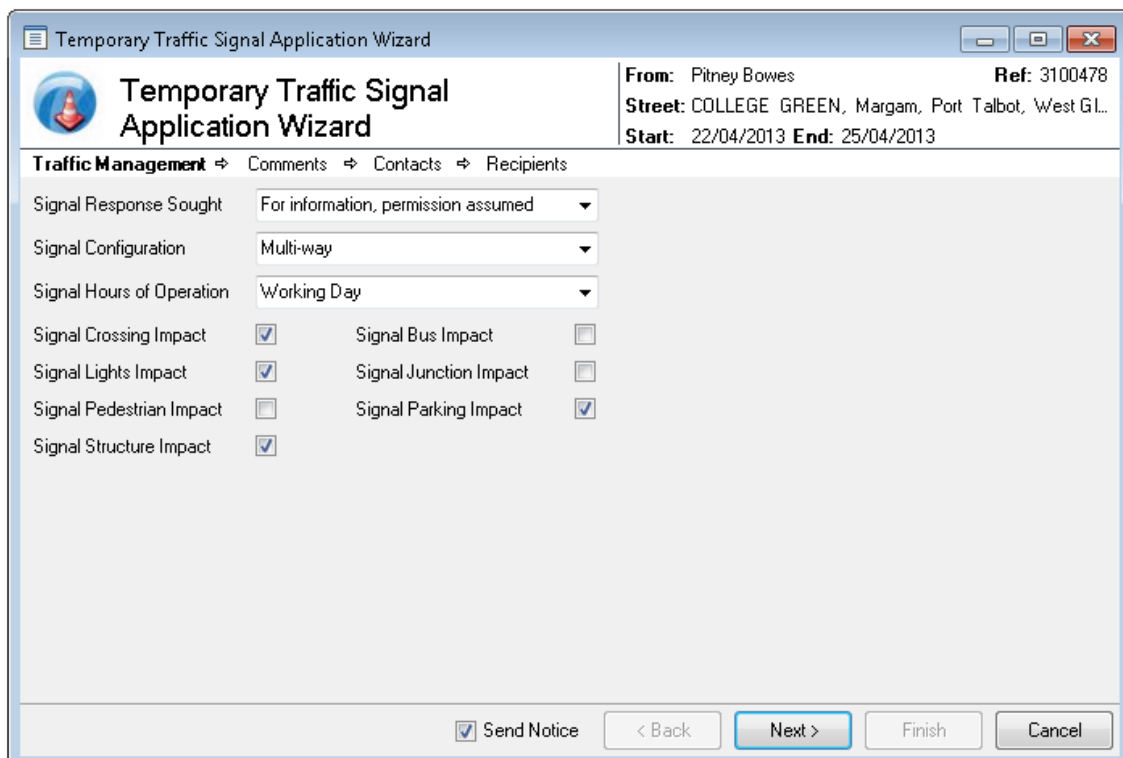 Temporary Traffic Signal Application Wizard
Temporary Traffic Signal
Application Wizard
From: Pitney Bowes Ref: 3100478
Street: COLLEGE GREEN, Margam, Port Talbot, West Gl...
Start: 22/04/2013 End: 25/04/2013
Traffic Management ⇨ Comments ⇨ Contacts ⇨ Recipients
Signal Response Sought For information, permission assumed
Signal Configuration Multi-way
Signal Hours of Operation Working Day
Signal Crossing Impact Signal Bus Impact
Signal Lights Impact Signal Junction Impact
Signal Pedestrian Impact Signal Parking Impact
Signal Structure Impact
Send Notice < Back Next > Finish Cancel